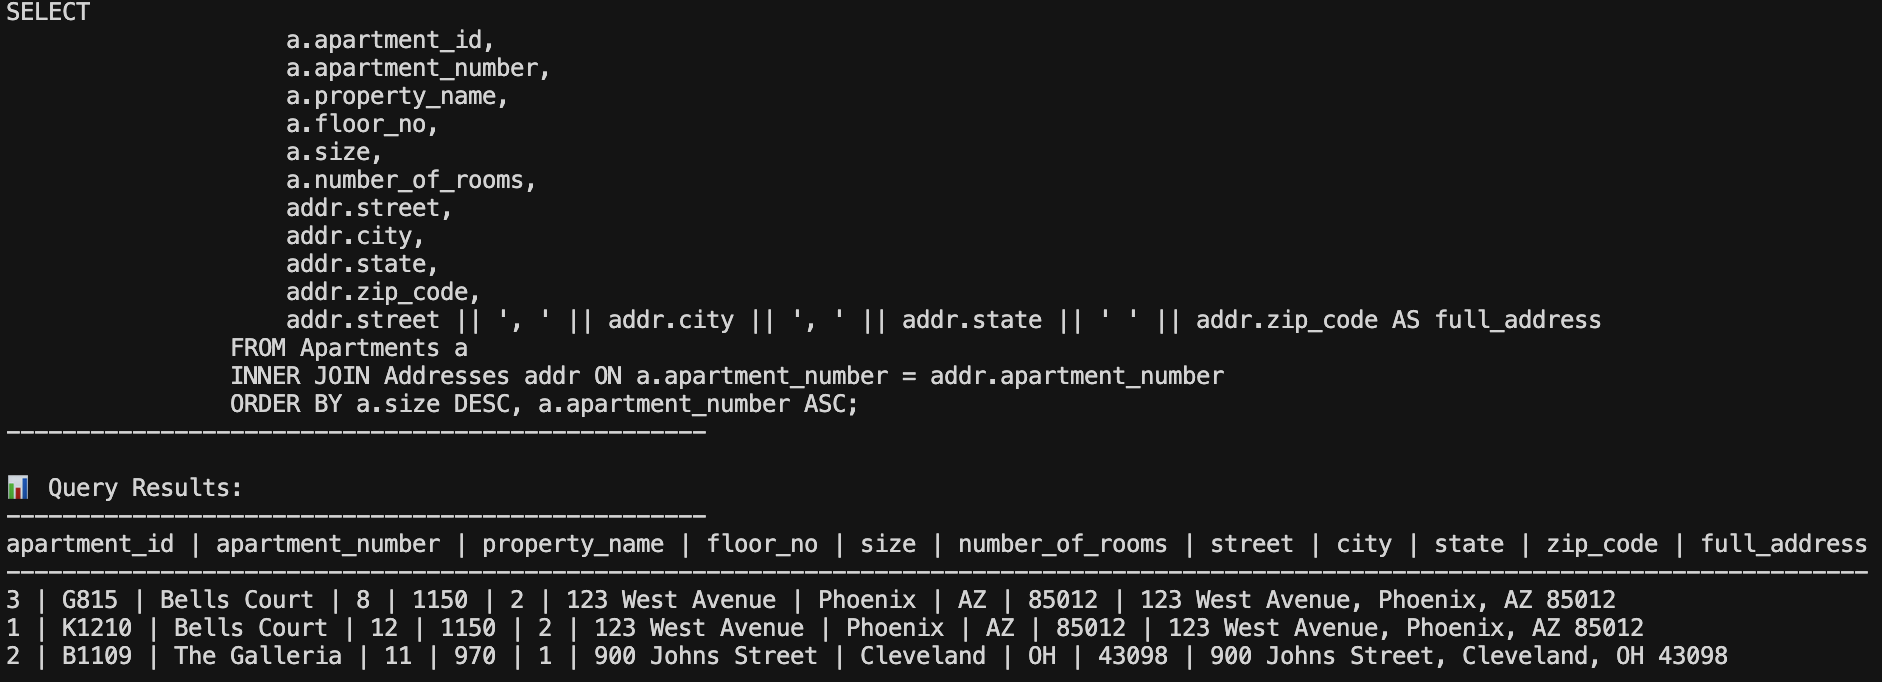 SELECT
a.apartment_id,
a.apartment_number,
a.property_name,
a.floor_no,
a.size,
a.number_of_rooms,
addr.street,
addr.city,
addr.state,
addr.zip_code,
addr.street || ', ' || addr.city || ', ' || addr.state || ' ' || addr.zip_code AS full_address
FROM Apartments a
INNER JOIN Addresses addr ON a.apartment_number = addr.apartment_number
ORDER BY a.size DESC, a.apartment_number ASC;
--------------------------------------------------
📊 Query Results:
--------------------------------------------------
apartment_id | apartment_number | property_name | floor_no | size | number_of_rooms | street | city | state | zip_code | full_address
-------------------------------------------------------------------------------------------------------------------------------------
3 | G815 | Bells Court | 8 | 1150 | 2 | 123 West Avenue | Phoenix | AZ | 85012 | 123 West Avenue, Phoenix, AZ 85012
1 | K1210 | Bells Court | 12 | 1150 | 2 | 123 West Avenue | Phoenix | AZ | 85012 | 123 West Avenue, Phoenix, AZ 85012
2 | B1109 | The Galleria | 11 | 970 | 1 | 900 Johns Street | Cleveland | OH | 43098 | 900 Johns Street, Cleveland, OH 43098